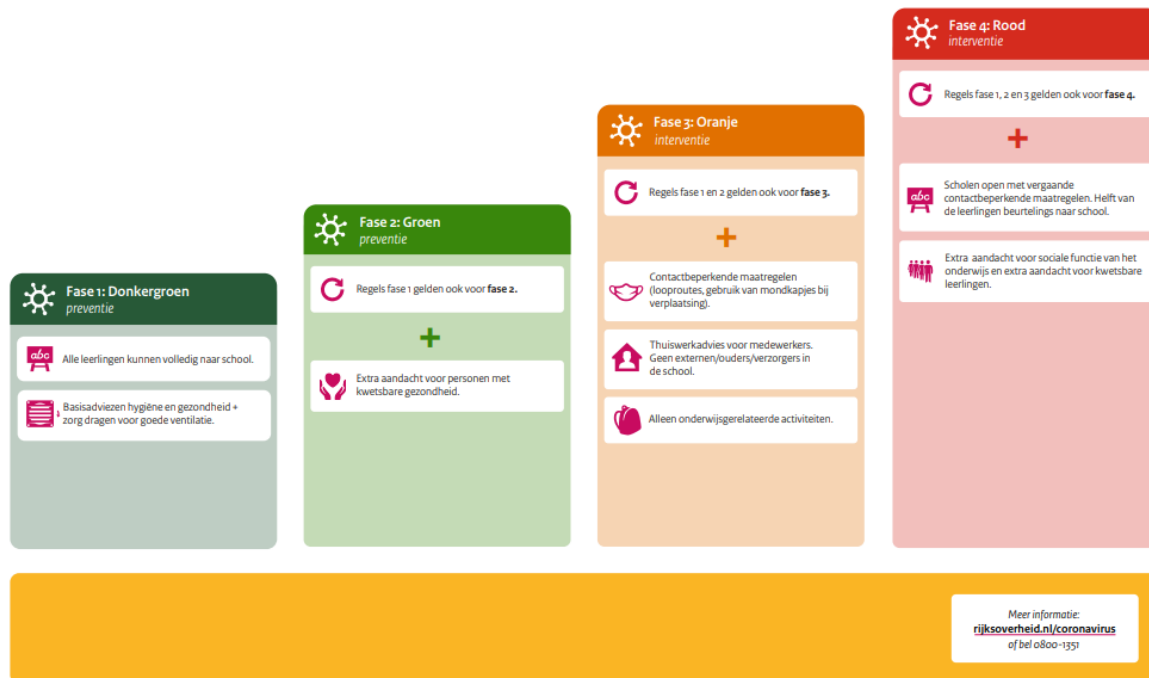 Fase 1: Donkergroen
preventie
abc
Alle leerlingen kunnen volledig naar school.
Basisadviezen hygiëne en gezondheid +
zorg dragen voor goede ventilatie.
Fase 2: Groen
preventie
Regels fase 1 gelden ook voor fase 2.
+
Extra aandacht voor personen met
kwetsbare gezondheid.
Fase 3: Oranje
interventie
Regels fase 1 en 2 gelden ook voor fase 3.
+
Contactbeperkende maatregelen
(looproutes, gebruik van mondkapjes bij
verplaatsing).
Thuiswerkadvies voor medewerkers.
Geen externen/ouders/verzorgers in
de school.
Alleen onderwijsgerelateerde activiteiten.
Fase 4: Rood
interventie
Regels fase 1, 2 en 3 gelden ook voor fase 4.
+
abc
Scholen open met vergaande
contactbeperkende maatregelen. Helft van
de leerlingen beurtelings naar school.
Extra aandacht voor sociale functie van het
onderwijs en extra aandacht voor kwetsbare
leerlingen.
Meer informatie:
rijksoverheid.nl/coronavirus
of bel 0800-1351